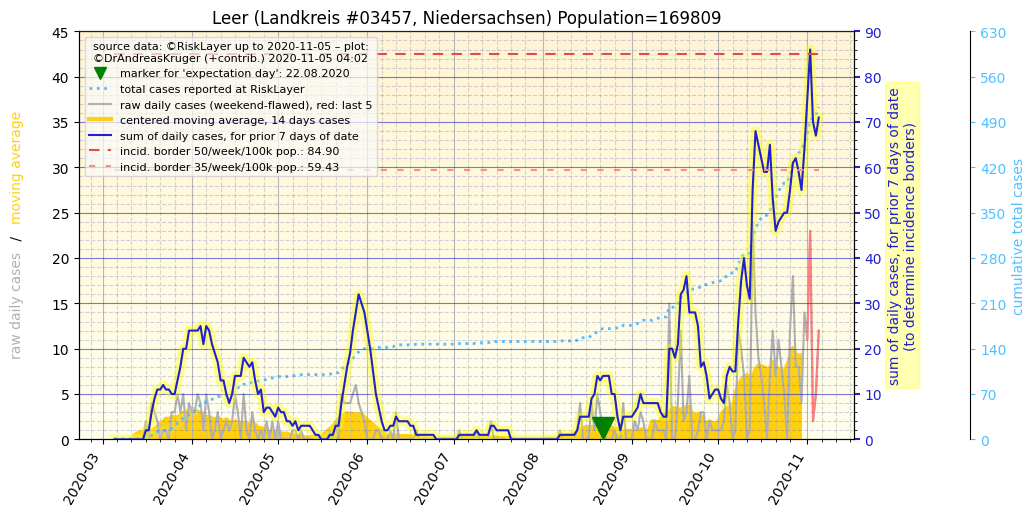 Leer (Landkreis #03457, Niedersachsen) Population=169809
source data: ©RiskLayer up to 2020-11-05 – plot:
©DrAndreasKruger (+contrib.) 2020-11-05 04:02
marker for 'expectation day': 22.08.2020
total cases reported at RiskLayer
raw daily cases (weekend-flawed), red: last 5
centered moving average, 14 days cases
sum of daily cases, for prior 7 days of date
incid. border 50/week/100k pop.: 84.90
incid. border 35/week/100k pop.: 59.43
raw daily cases / moving average
45
40
35
30
25
20
15
10
5
0
2020-03
2020-04
2020-05
2020-06
2020-07
2020-08
2020-09
2020-10
2020-11
90
80
70
60
50
40
30
20
10
0
sum of daily cases, for prior 7 days of date
(to determine incidence borders)
630
560
490
420
350
280
210
140
70
0
cumulative total cases